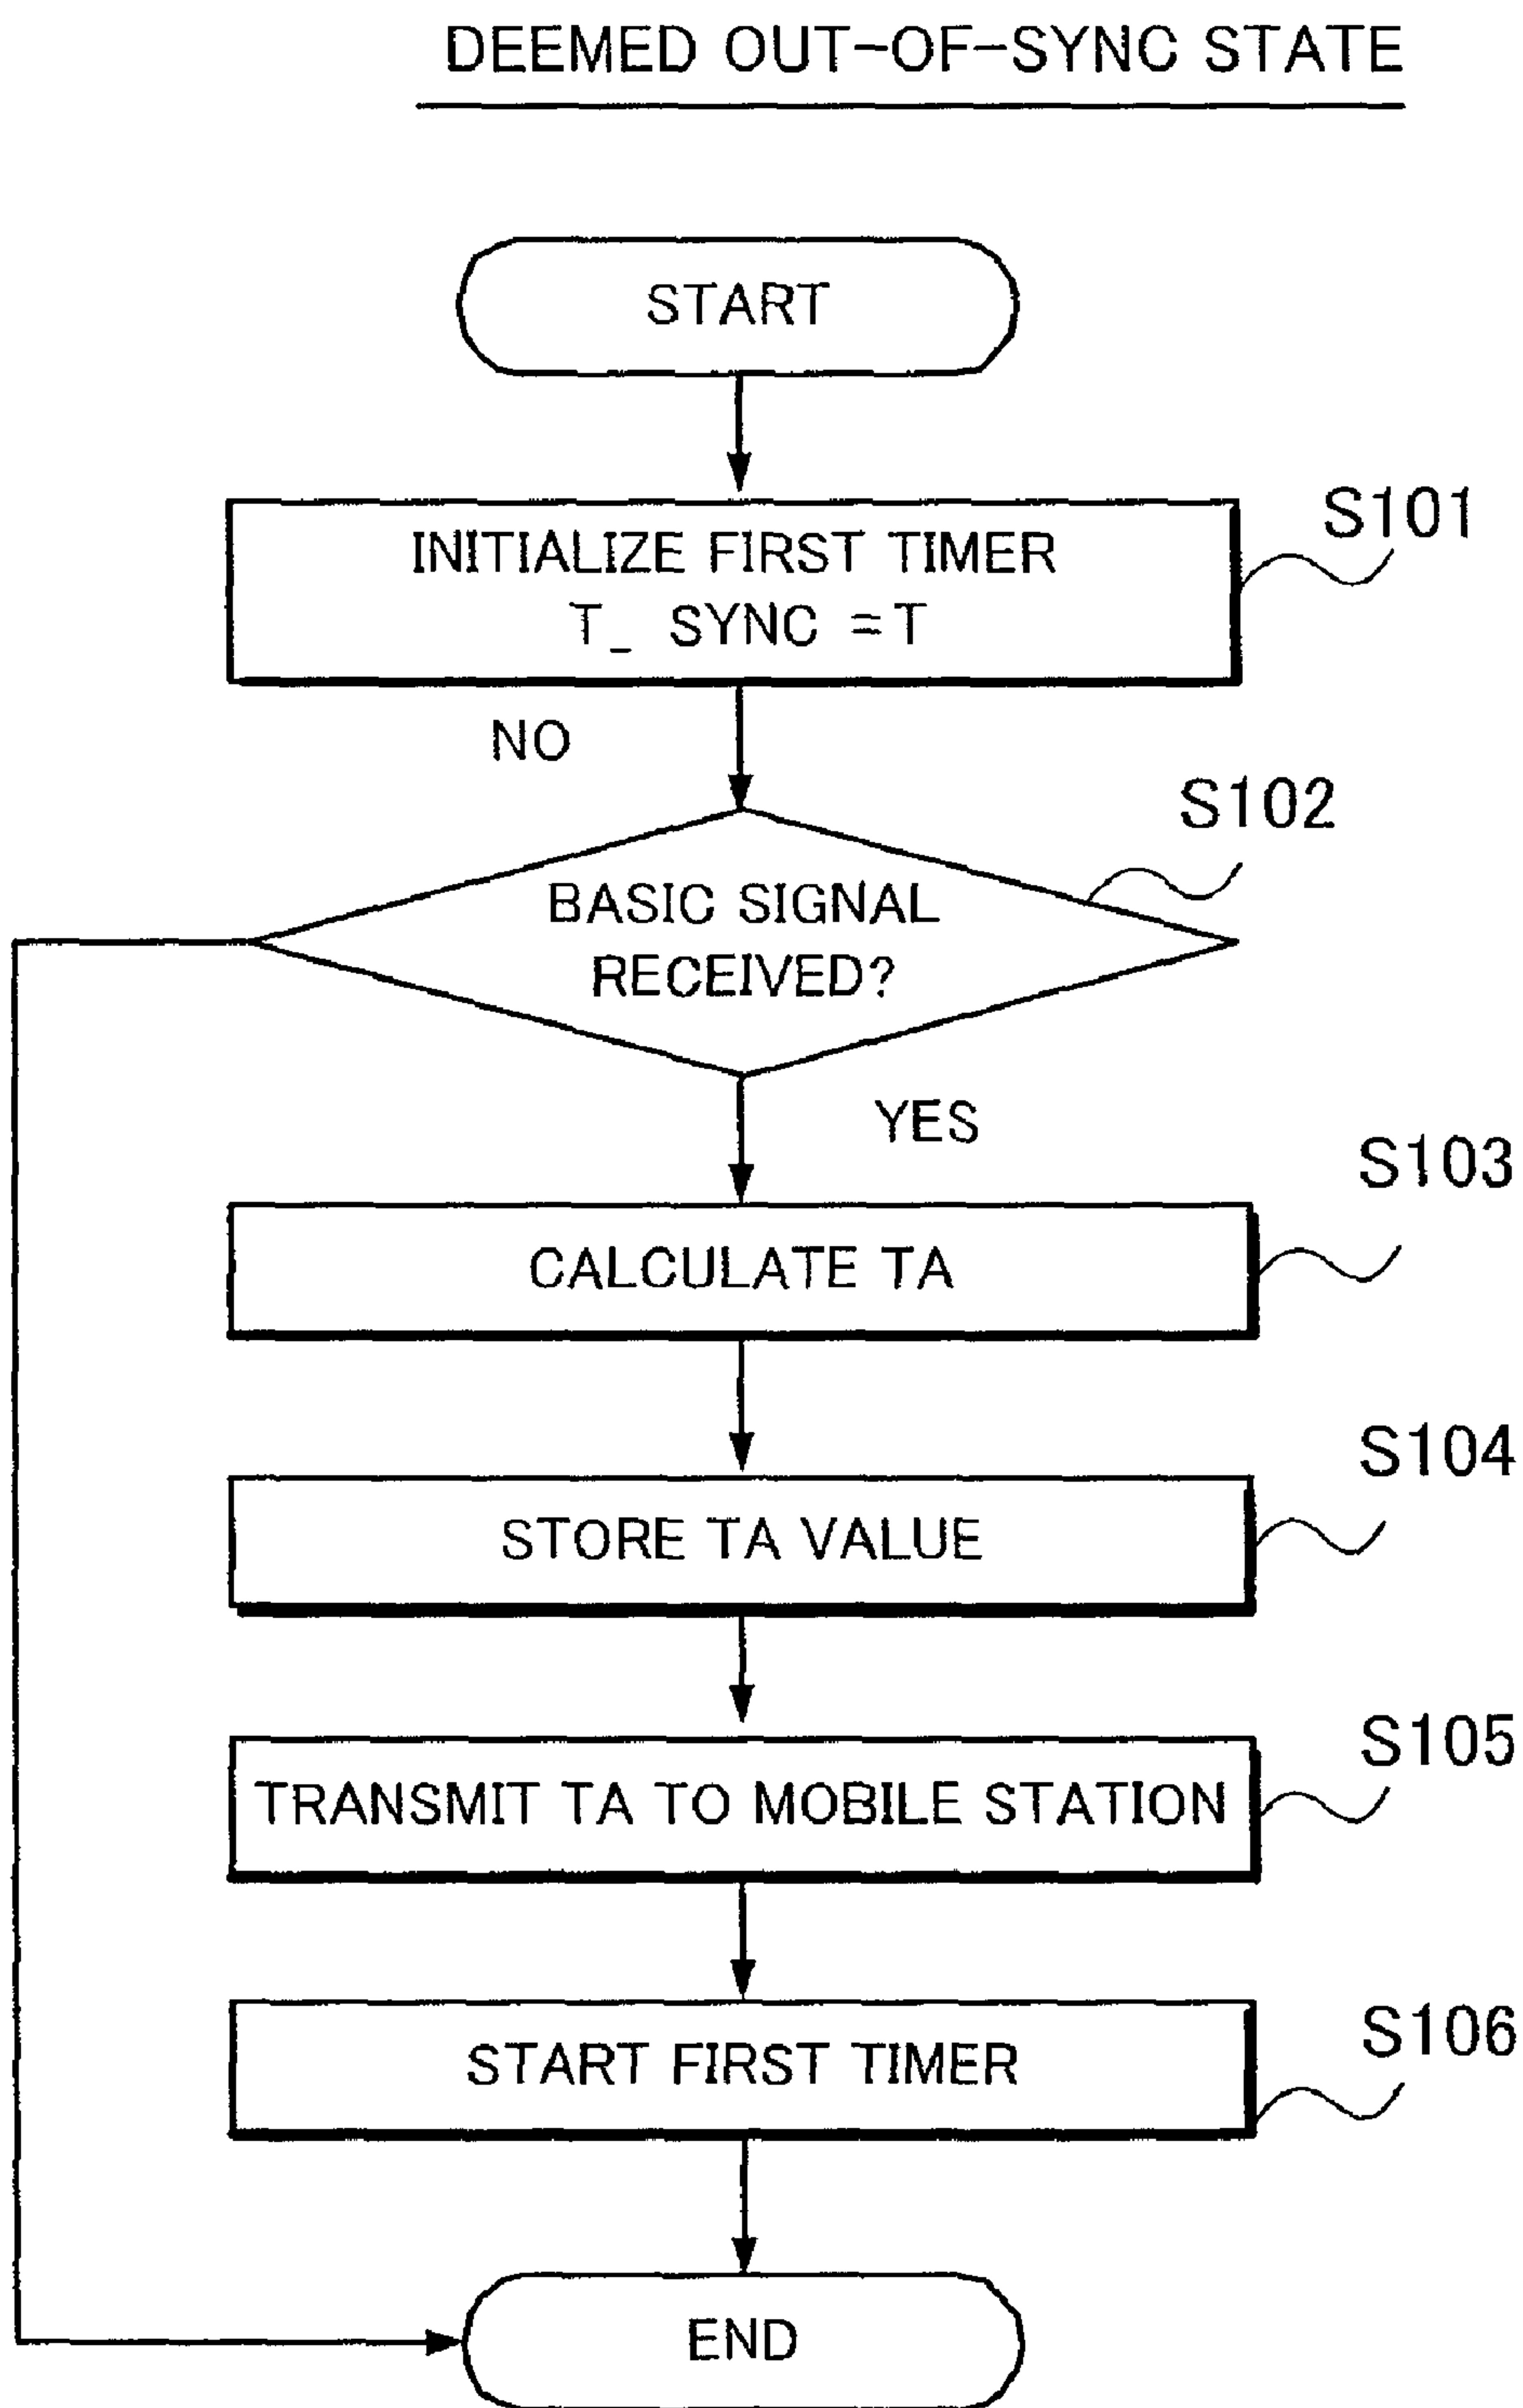 DEEMED OUT-OF-SYNC STATE
START
S101
INITIALIZE FIRST TIMER
T_ SYNC = T
NO
S102
BASIC SIGNAL
RECEIVED?
YES
S103
CALCULATE TA
S104
STORE TA VALUE
S105
TRANSMIT TA TO MOBILE STATION
S106
START FIRST TIMER
END